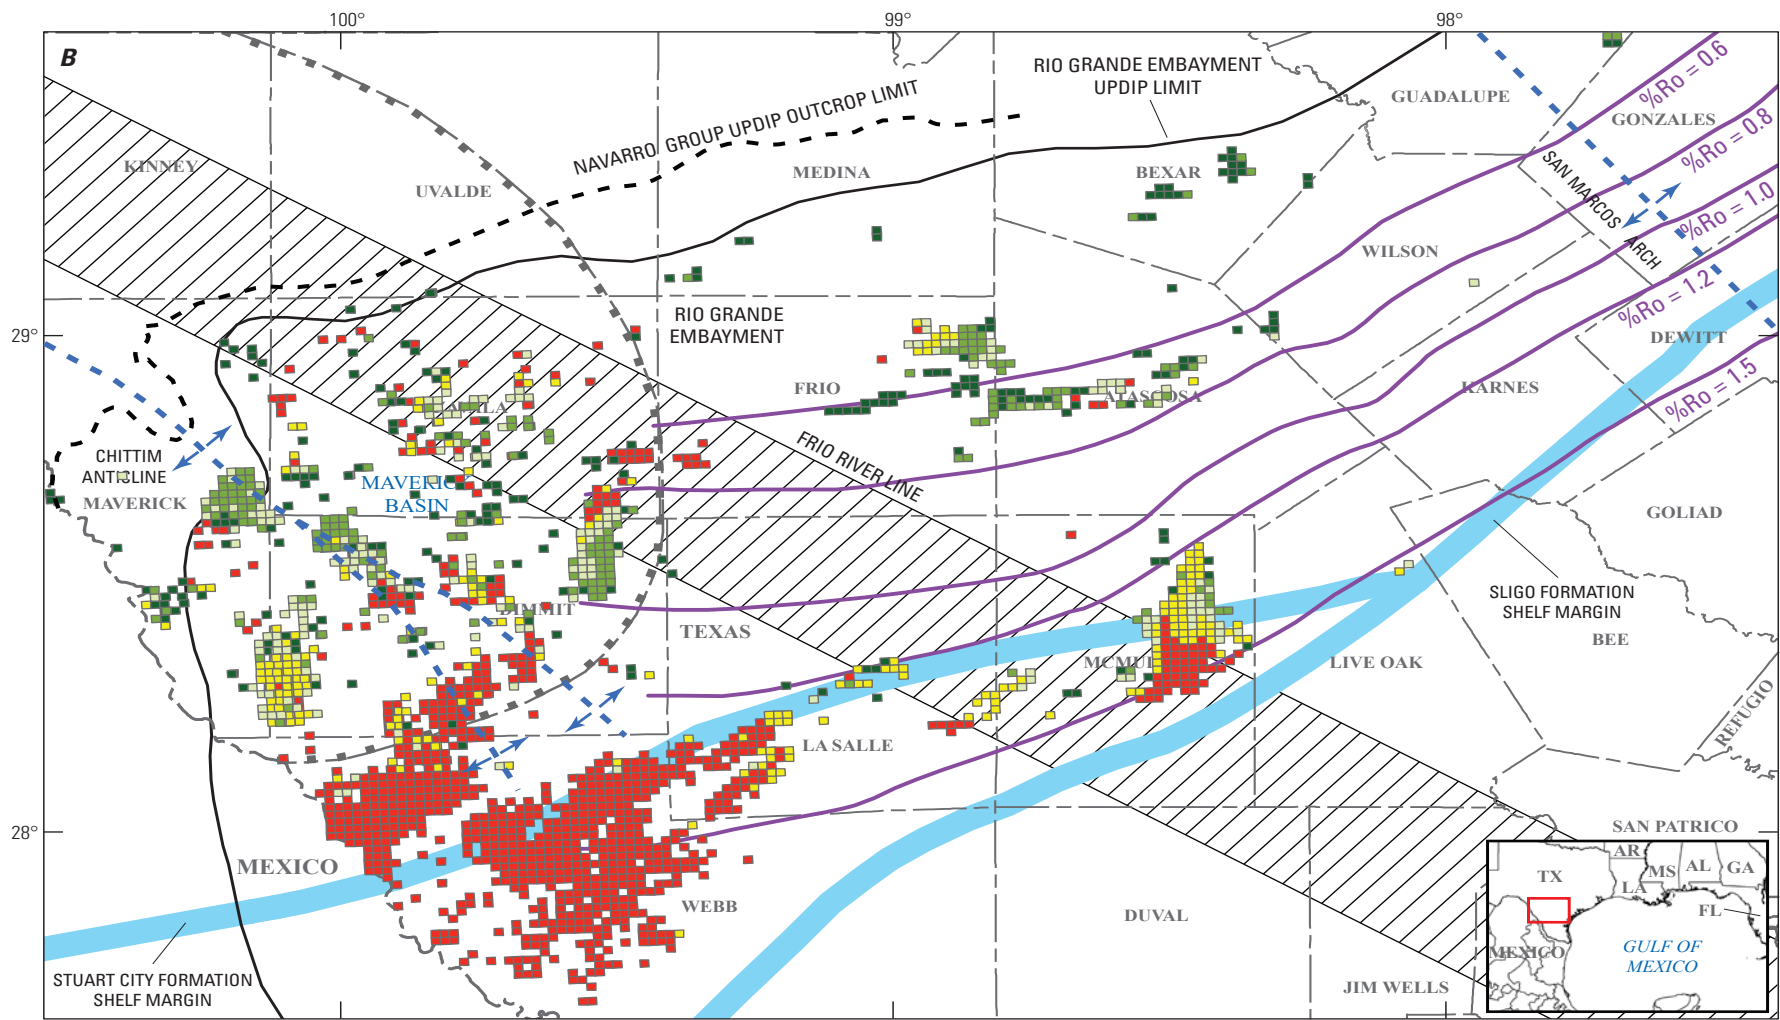 100°
99°
98°
B
RIO GRANDE EMBAYMENT
UPDIP LIMIT
NAVARRO GROUP UPDIP OUTCROP LIMIT
GUADALUPE
%Ro = 0.6
GONZALES
%Ro = 0.8
KINNEY
UVALDE
MEDINA
BEXAR
SAN MARCOS ARCH
%Ro = 1.0
WILSON
%Ro = 1.2
29°
RIO GRANDE
EMBAYMENT
DEWITT
FRIO
ATASCOSA
KARNES
%Ro = 1.5
FRIO RIVER LINE
CHITTIM
ANTICLINE
MAVERICK
MAVERICK
BASIN
GOLIAD
DIMMIT
TEXAS
SLIGO FORMATION
SHELF MARGIN
BEE
MCMUL
LIVE OAK
REFUGIO
LA SALLE
28°
SAN PATRICO
MEXICO
WEBB
DUVAL
STUART CITY FORMATION
SHELF MARGIN
JIM WELLS
AR
TX
MS
AL
GA
LA
FL
MEXICO
GULF OF
MEXICO